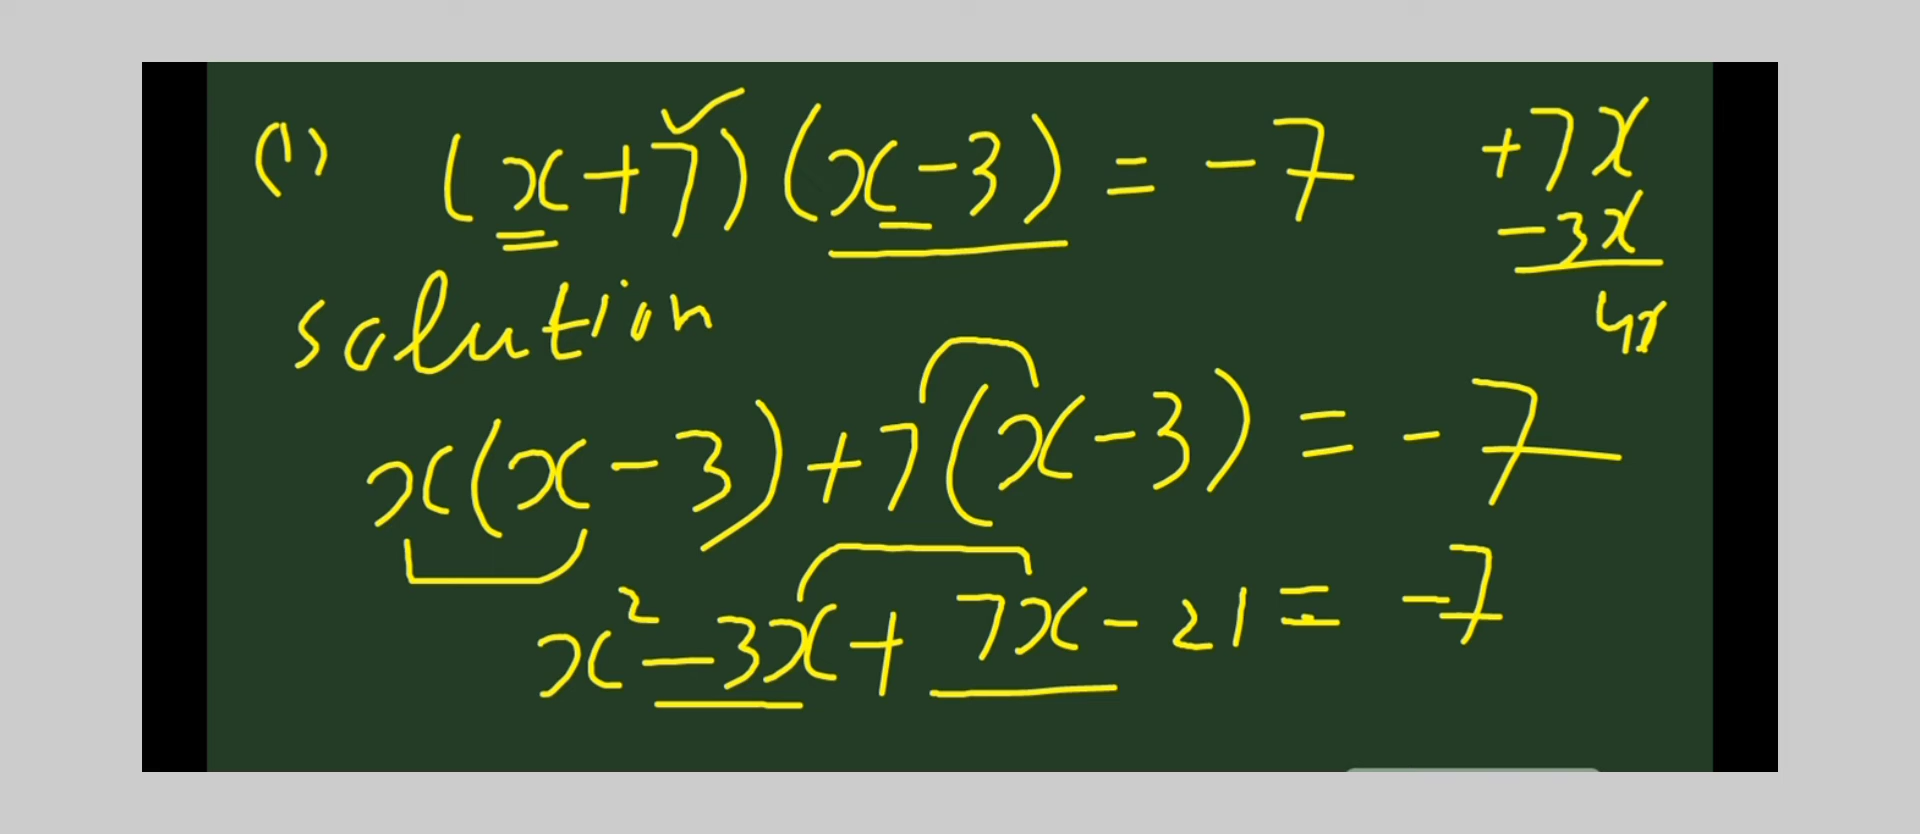 (1) (x+7)(x-3) = -7
+7x
-3x
4x
solution
x(x-3)+7(x-3) = -7
x²-3x+7x-21 = -7